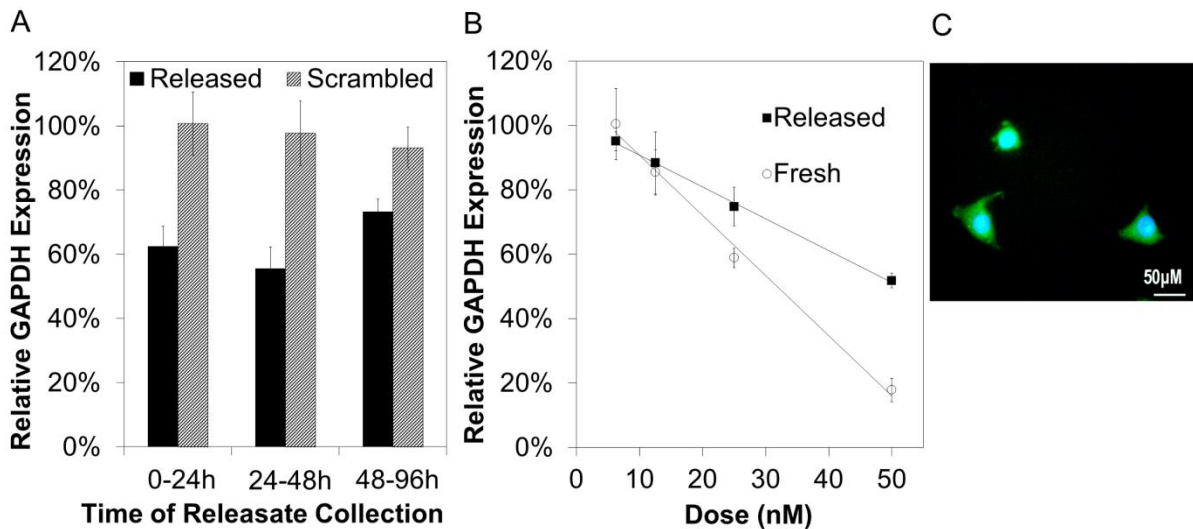 A
Relative GAPDH Expression
120%
100%
80%
60%
40%
20%
0%
Released
Scrambled
0-24h 24-48h 48-96h
Time of Releasate Collection
B
Relative GAPDH Expression
120%
100%
80%
60%
40%
20%
0%
Released
Fresh
0 10 20 30 40 50
Dose (nM)
C
50μM